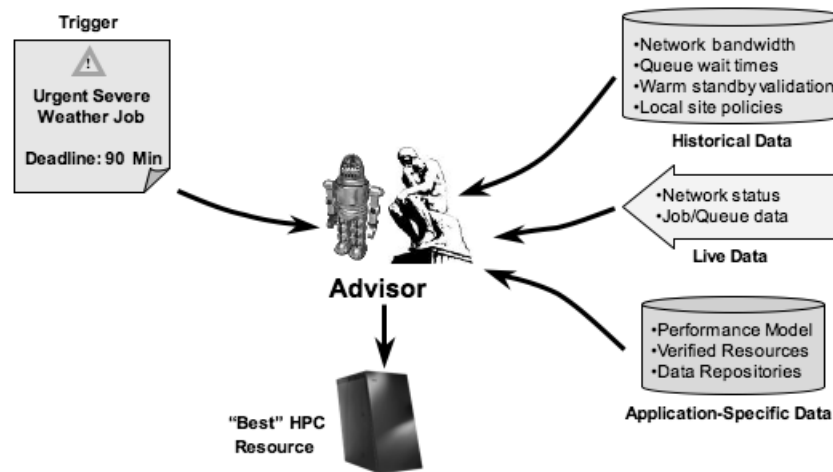 Trigger
!
Urgent Severe
Weather Job
Deadline: 90 Min
•Network bandwidth
•Queue wait times
•Warm standby validation
•Local site policies
Historical Data
•Network status
•Job/Queue data
Live Data
Advisor
•Performance Model
•Verified Resources
•Data Repositories
Application-Specific Data
“Best” HPC
Resource